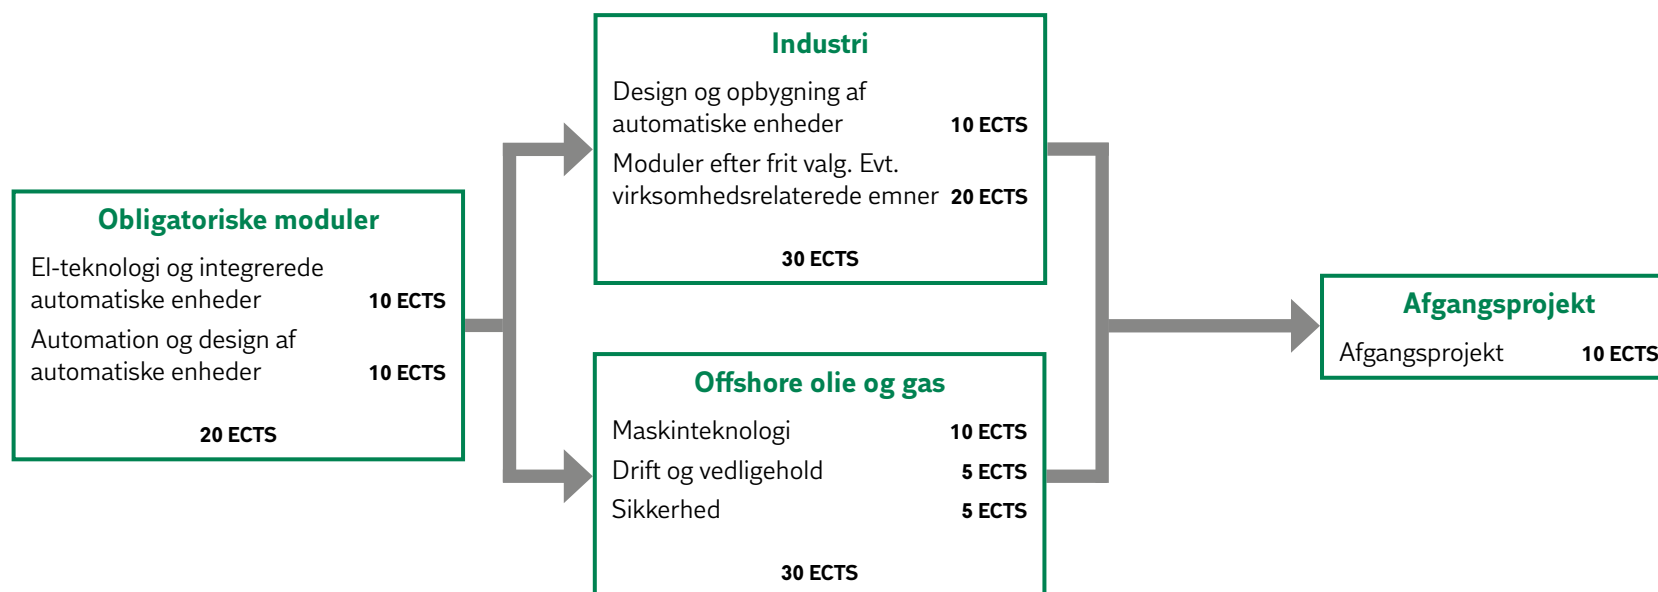 Obligatoriske moduler
El-teknologi og integrerede
automatiske enheder 10 ECTS
Automation og design af
automatiske enheder 10 ECTS
20 ECTS
Industri
Design og opbygning af
automatiske enheder 10 ECTS
Moduler efter frit valg. Evt.
virksomhedsrelaterede emner 20 ECTS
30 ECTS
Offshore olie og gas
Maskinteknologi 10 ECTS
Drift og vedligehold 5 ECTS
Sikkerhed 5 ECTS
30 ECTS
Afgangsprojekt
Afgangsprojekt 10 ECTS